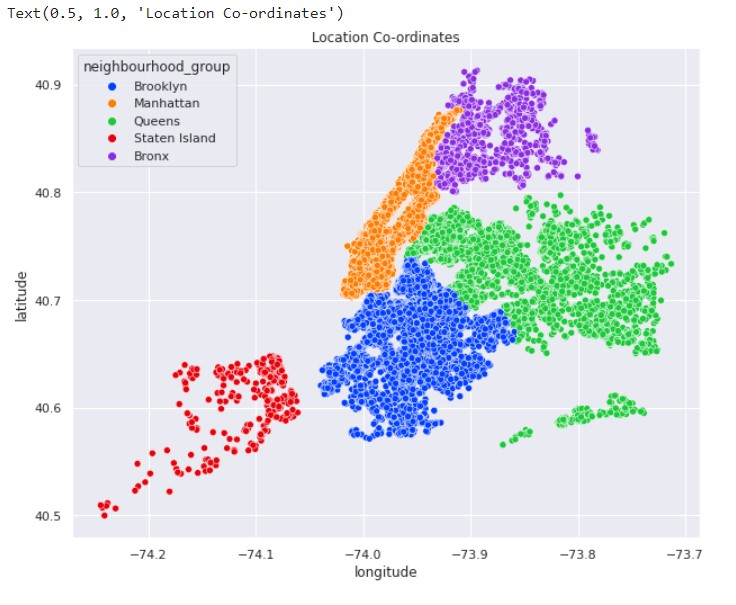 Text(0.5, 1.0, 'Location Co-ordinates')
Location Co-ordinates
neighbourhood_group
Brooklyn
Manhattan
Queens
Staten Island
Bronx
40.9
40.8
40.7
40.6
40.5
latitude
−74.2 −74.1 −74.0 −73.9 −73.8 −73.7
longitude